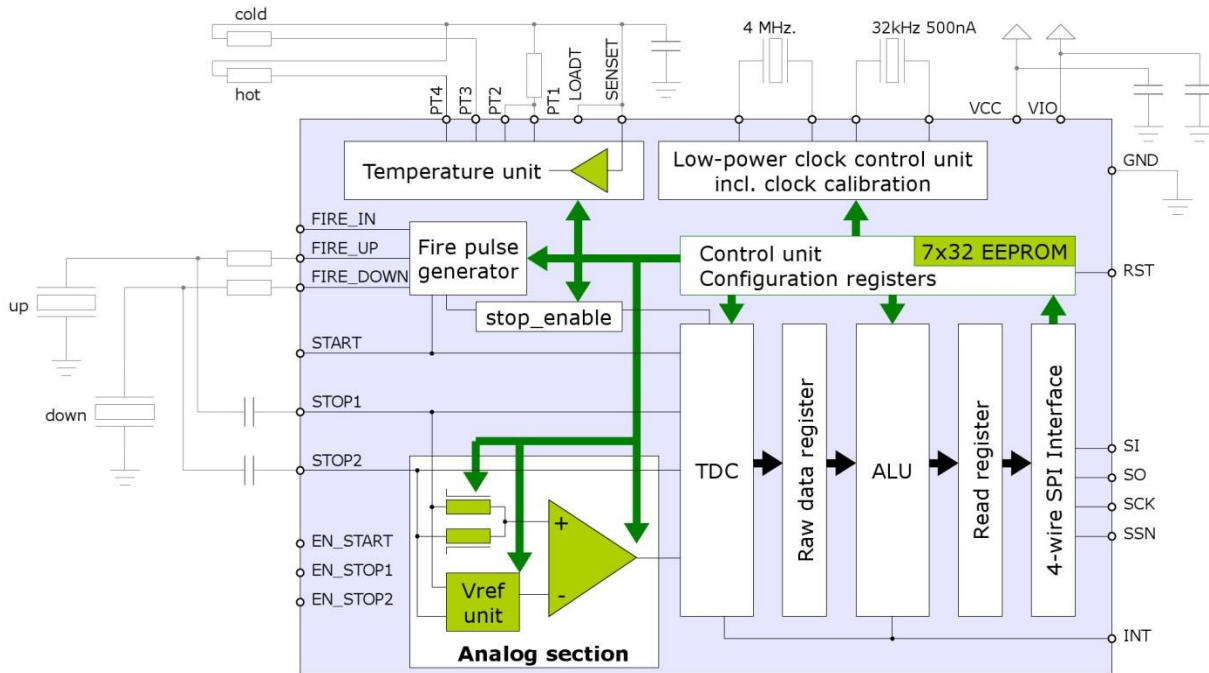 cold
hot
PT4
PT3
PT2
PT1
LOADT
SENSET
4 MHz.
32kHz 500nA
VCC
VIO
GND
Temperature unit
Low-power clock control unit
incl. clock calibration
FIRE_IN
FIRE_UP
FIRE_DOWN
Fire pulse
generator
Control unit
Configuration registers
7x32 EEPROM
RST
up
stop_enable
START
down
STOP1
STOP2
TDC
Raw data register
ALU
Read register
4-wire SPI Interface
SI
SO
SCK
SSN
EN_START
EN_STOP1
EN_STOP2
+
-
Vref
unit
Analog section
INT